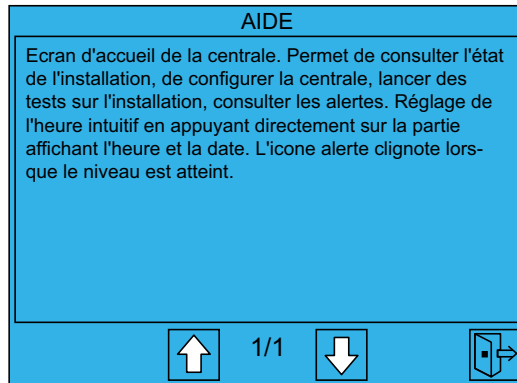 AIDE
Ecran d'accueil de la centrale. Permet de consulter l'état
de l'installation, de configurer la centrale, lancer des
tests sur l'installation, consulter les alertes. Réglage de
l'heure intuitif en appuyant directement sur la partie
affichant l'heure et la date. L'icone alerte clignote lors-
que le niveau est atteint.
1/1